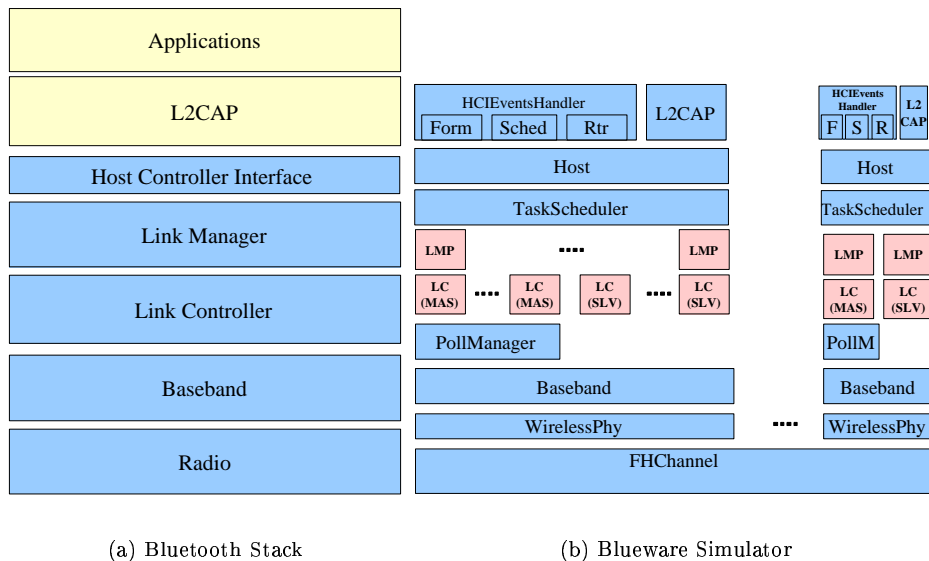 Applications
L2CAP
Host Controller Interface
Link Manager
Link Controller
Baseband
Radio
(a) Bluetooth Stack
HCIEventsHandler
Form Sched Rtr
L2CAP
Host
TaskScheduler
LMP .... LMP
LC (MAS) .... LC (MAS) LC (SLV) .... LC (SLV)
PollManager
Baseband
WirelessPhy
....
HCIEvents
Handler
F S R
L2
CAP
Host
TaskScheduler
LMP LMP
LC (MAS) LC (SLV)
PollM
Baseband
WirelessPhy
FHChannel
(b) Blueware Simulator